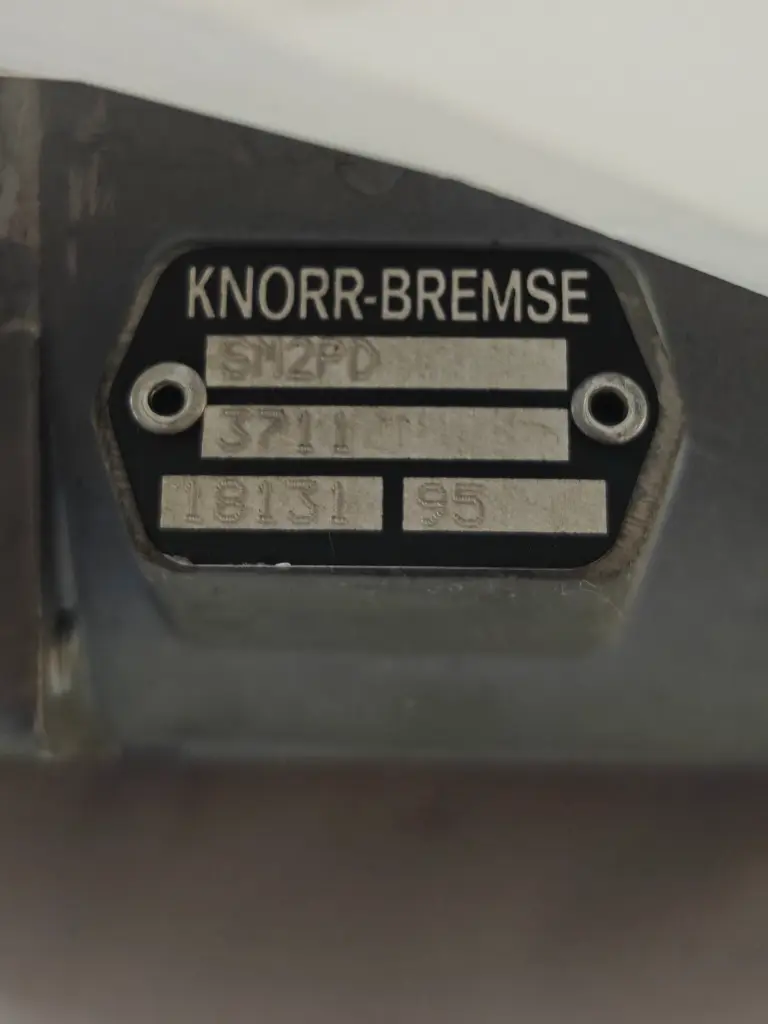 KNORR-BREMSE
SM2PD
3711
18131 95